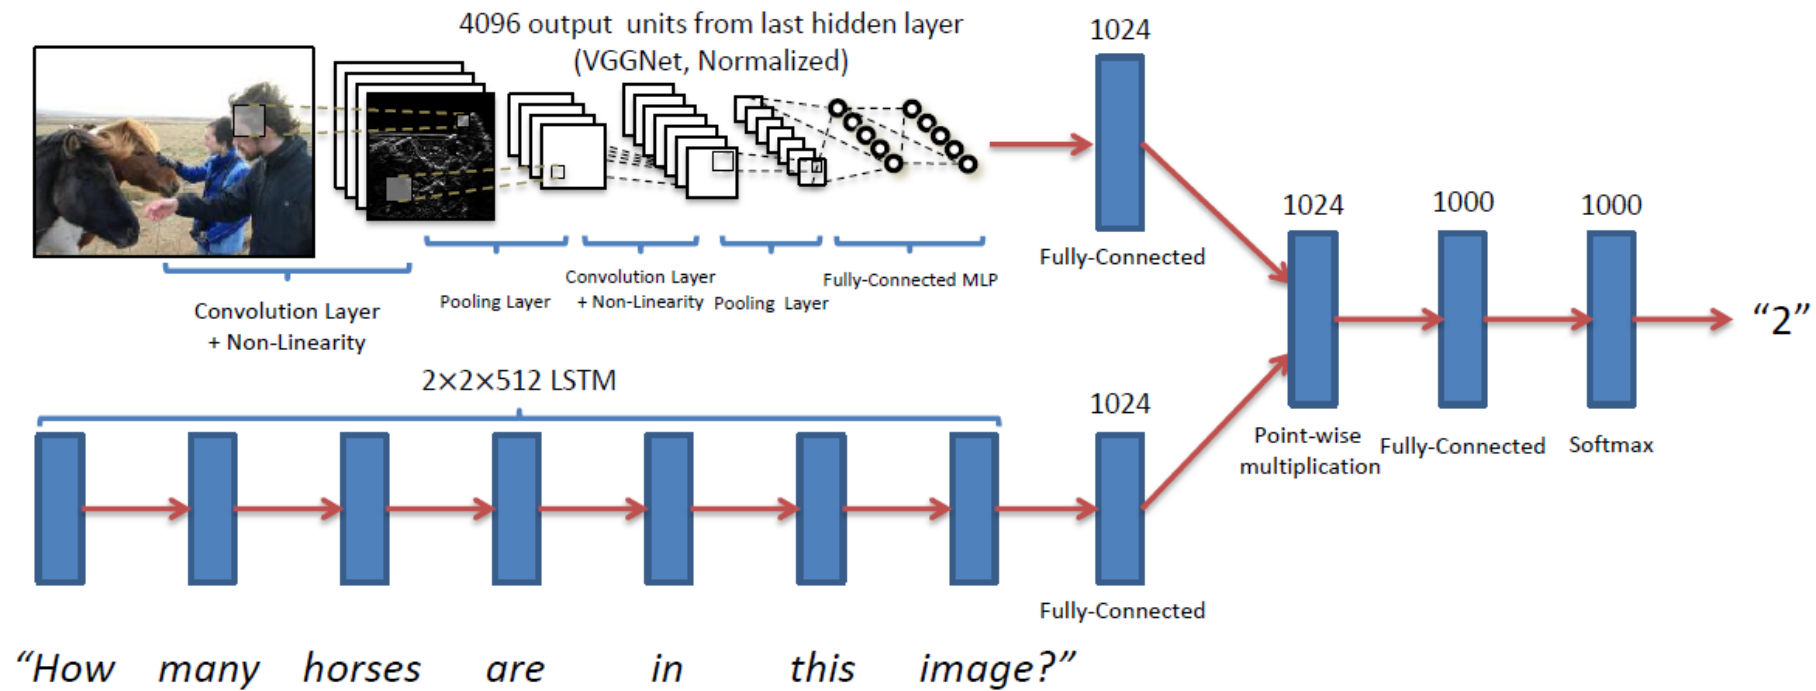 4096 output units from last hidden layer
(VGGNet, Normalized)
1024
Fully-Connected
Convolution Layer
+ Non-Linearity
Pooling Layer
Convolution Layer
+ Non-Linearity
Pooling Layer
Fully-Connected MLP
2×2×512 LSTM
1024
Fully-Connected
1024
Point-wise
multiplication
1000
Fully-Connected
1000
Softmax
“2”
“How many horses are in this image?”